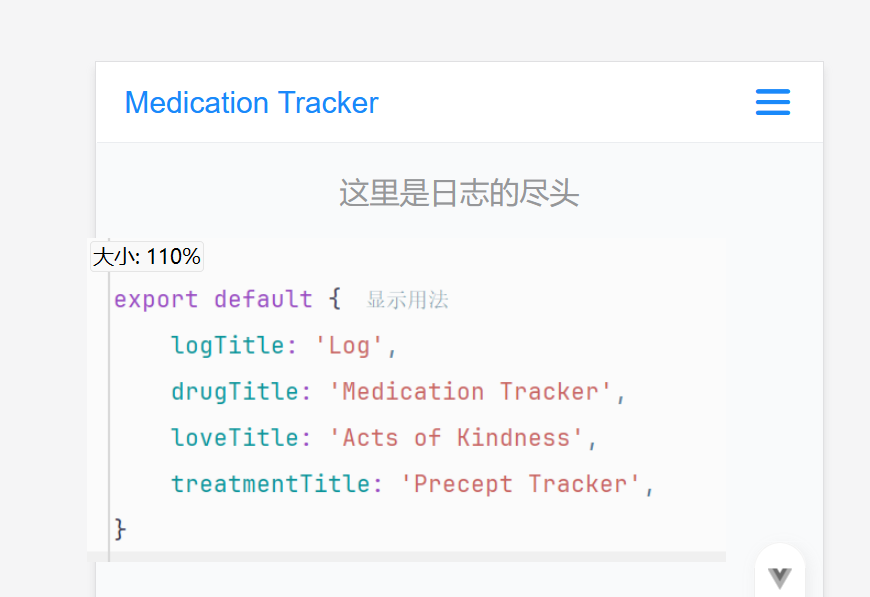 Medication Tracker
这里是日志的尽头
大小: 110%
export default { 显示用法
logTitle: 'Log',
drugTitle: 'Medication Tracker',
loveTitle: 'Acts of Kindness',
treatmentTitle: 'Precept Tracker',
}